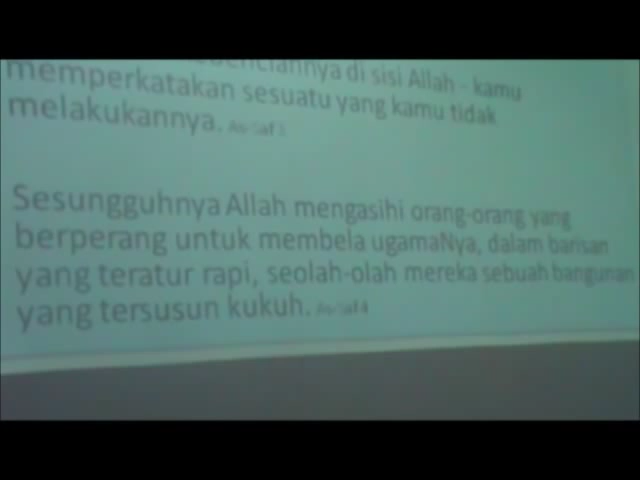 di sisi Allah - kamu
memperkatakan sesuatu yang kamu tidak
melakukannya. As-Saf 3
Sesungguhnya Allah mengasihi orang-orang yang
berperang untuk membela ugamaNya, dalam barisan
yang teratur rapi, seolah-olah mereka sebuah bangunan
yang tersusun kukuh. As-Saf 4